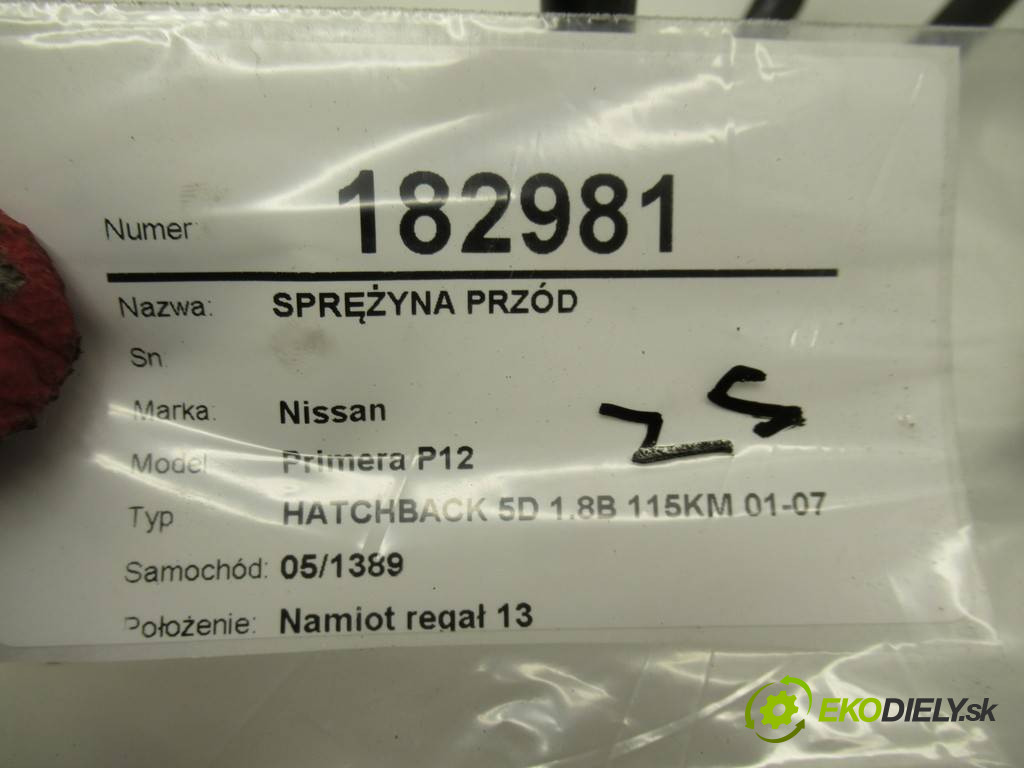 Numer: 182981
Nazwa: SPRĘŻYNA PRZÓD
Sn.
Marka: Nissan
25
Model Primera P12
Typ HATCHBACK 5D 1.8B 115KM 01-07
Samochód: 05/1389
Położenie: Namiot regał 13
EKODIELY.sk